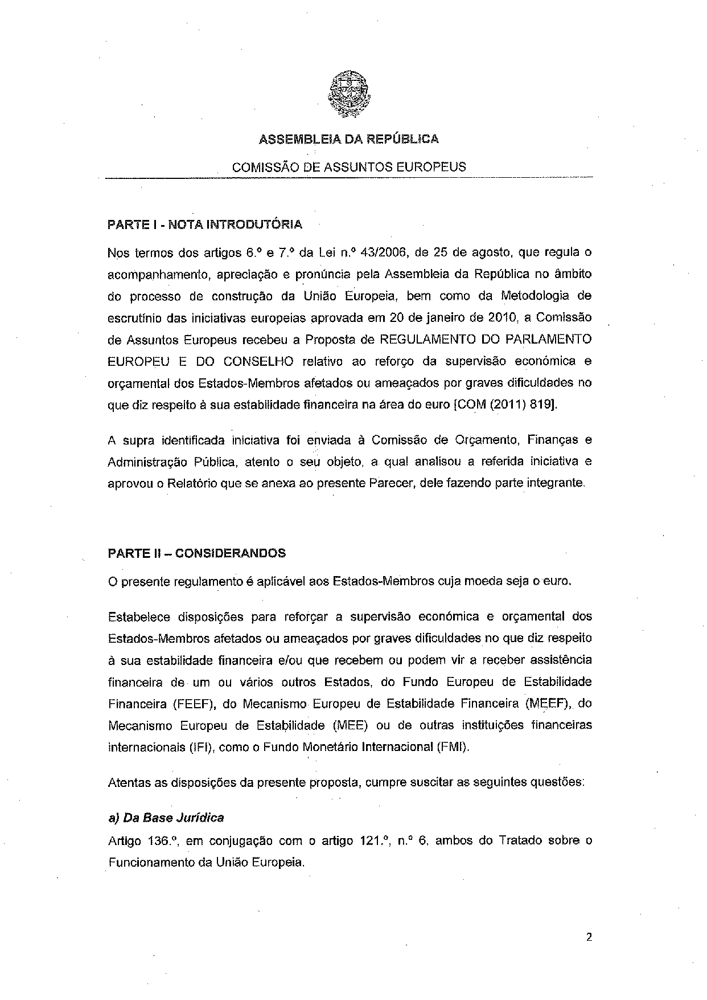 ASSEMBLEIA DA REPÚBLICA
COMISSÃO DE ASSUNTOS EUROPEUS
PARTE I - NOTA INTRODUTÓRIA
Nos termos dos artigos 6.º e 7.º da Lei n.º 43/2006, de 25 de agosto, que regula o
acompanhamento, apreciação e pronúncia pela Assembleia da República no âmbito
do processo de construção da União Europeia, bem como da Metodologia de
escrutínio das iniciativas europeias aprovada em 20 de janeiro de 2010, a Comissão
de Assuntos Europeus recebeu a Proposta de REGULAMENTO DO PARLAMENTO
EUROPEU E DO CONSELHO relativo ao reforço da supervisão económica e
orçamental dos Estados-Membros afetados ou ameaçados por graves dificuldades no
que diz respeito à sua estabilidade financeira na área do euro [COM (2011) 819].
A supra identificada iniciativa foi enviada à Comissão de Orçamento, Finanças e
Administração Pública, atento o seu objeto, a qual analisou a referida iniciativa e
aprovou o Relatório que se anexa ao presente Parecer, dele fazendo parte integrante.
PARTE II – CONSIDERANDOS
O presente regulamento é aplicável aos Estados-Membros cuja moeda seja o euro.
Estabelece disposições para reforçar a supervisão económica e orçamental dos
Estados-Membros afetados ou ameaçados por graves dificuldades no que diz respeito
à sua estabilidade financeira e/ou que recebem ou podem vir a receber assistência
financeira de um ou vários outros Estados, do Fundo Europeu de Estabilidade
Financeira (FEEF), do Mecanismo Europeu de Estabilidade Financeira (MEEF), do
Mecanismo Europeu de Estabilidade (MEE) ou de outras instituições financeiras
internacionais (IFI), como o Fundo Monetário Internacional (FMI).
Atentas as disposições da presente proposta, cumpre suscitar as seguintes questões:
a) Da Base Jurídica
Artigo 136.º, em conjugação com o artigo 121.º, n.º 6, ambos do Tratado sobre o
Funcionamento da União Europeia.
2